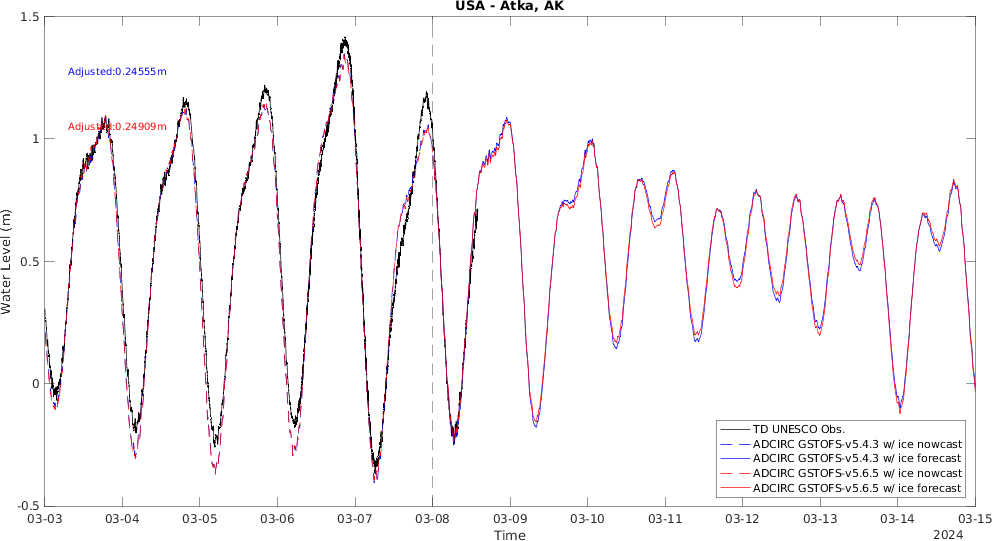 USA - Atka, AK
1.5
Adjusted:0.24555m
Adjusted:0.24909m
1
0.5
0
-0.5
Water Level (m)
TD UNESCO Obs.
ADCIRC GSTOFS-v5.4.3 w/ ice nowcast
ADCIRC GSTOFS-v5.4.3 w/ ice forecast
ADCIRC GSTOFS-v5.6.5 w/ ice nowcast
ADCIRC GSTOFS-v5.6.5 w/ ice forecast
03-03 03-04 03-05 03-06 03-07 03-08 03-09 03-10 03-11 03-12 03-13 03-14 03-15
Time
2024